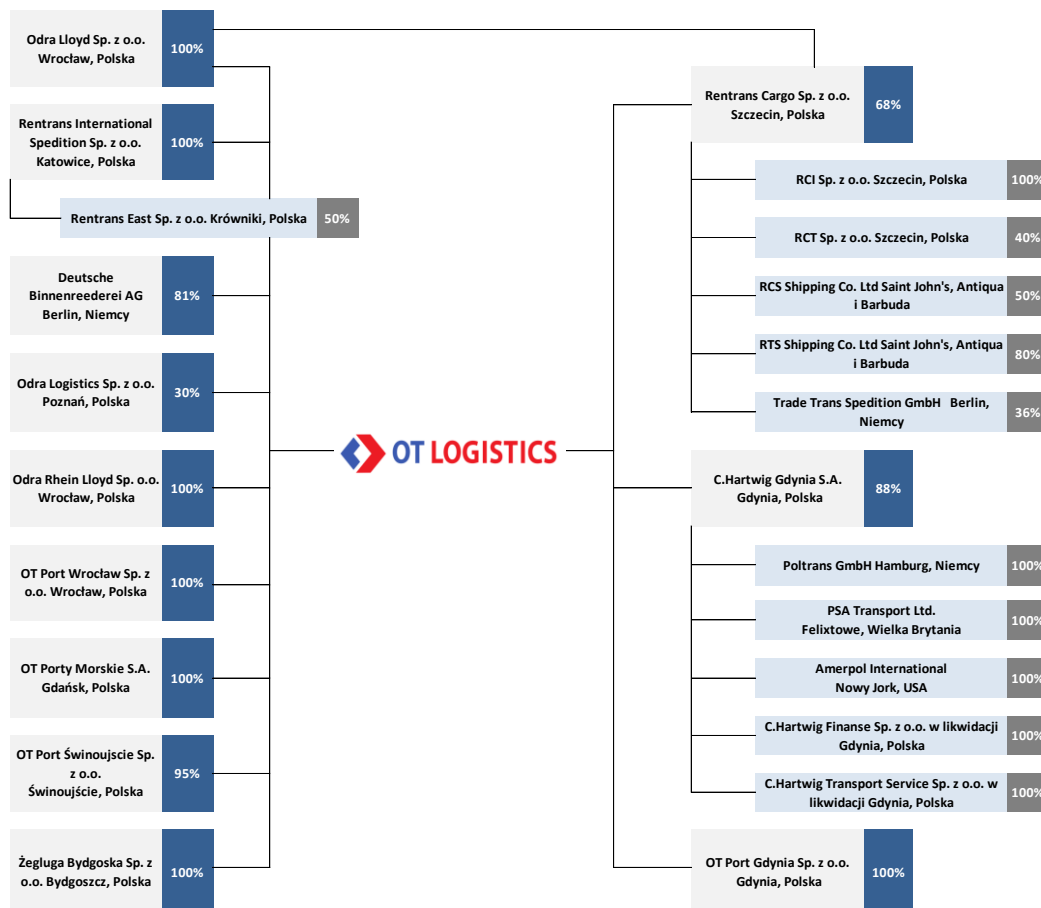 Odra Lloyd Sp. z o.o.
Wrocław, Polska
100%
Rentrans International
Spedition Sp. z o.o.
Katowice, Polska
100%
Rentrans East Sp. z o.o. Krówniki, Polska
50%
Deutsche
Binnenreederei AG
Berlin, Niemcy
81%
Odra Logistics Sp. z o.o.
Poznań, Polska
30%
Odra Rhein Lloyd Sp. o.o.
Wrocław, Polska
100%
OT Port Wrocław Sp. z
o.o. Wrocław, Polska
100%
OT Porty Morskie S.A.
Gdańsk, Polska
100%
OT Port Świnoujscie Sp.
z o.o.
Świnoujście, Polska
95%
Żegluga Bydgoska Sp. z
o.o. Bydgoszcz, Polska
100%
OT LOGISTICS
Rentrans Cargo Sp. z o.o.
Szczecin, Polska
68%
RCI Sp. z o.o. Szczecin, Polska
100%
RCT Sp. z o.o. Szczecin, Polska
40%
RCS Shipping Co. Ltd Saint John's, Antiqua
i Barbuda
50%
RTS Shipping Co. Ltd Saint John's, Antiqua
i Barbuda
80%
Trade Trans Spedition GmbH Berlin,
Niemcy
36%
C.Hartwig Gdynia S.A.
Gdynia, Polska
88%
Poltrans GmbH Hamburg, Niemcy
100%
PSA Transport Ltd.
Felixtowe, Wielka Brytania
100%
Amerpol International
Nowy Jork, USA
100%
C.Hartwig Finanse Sp. z o.o. w likwidacji
Gdynia, Polska
100%
C.Hartwig Transport Service Sp. z o.o. w
likwidacji Gdynia, Polska
100%
OT Port Gdynia Sp. z o.o.
Gdynia, Polska
100%